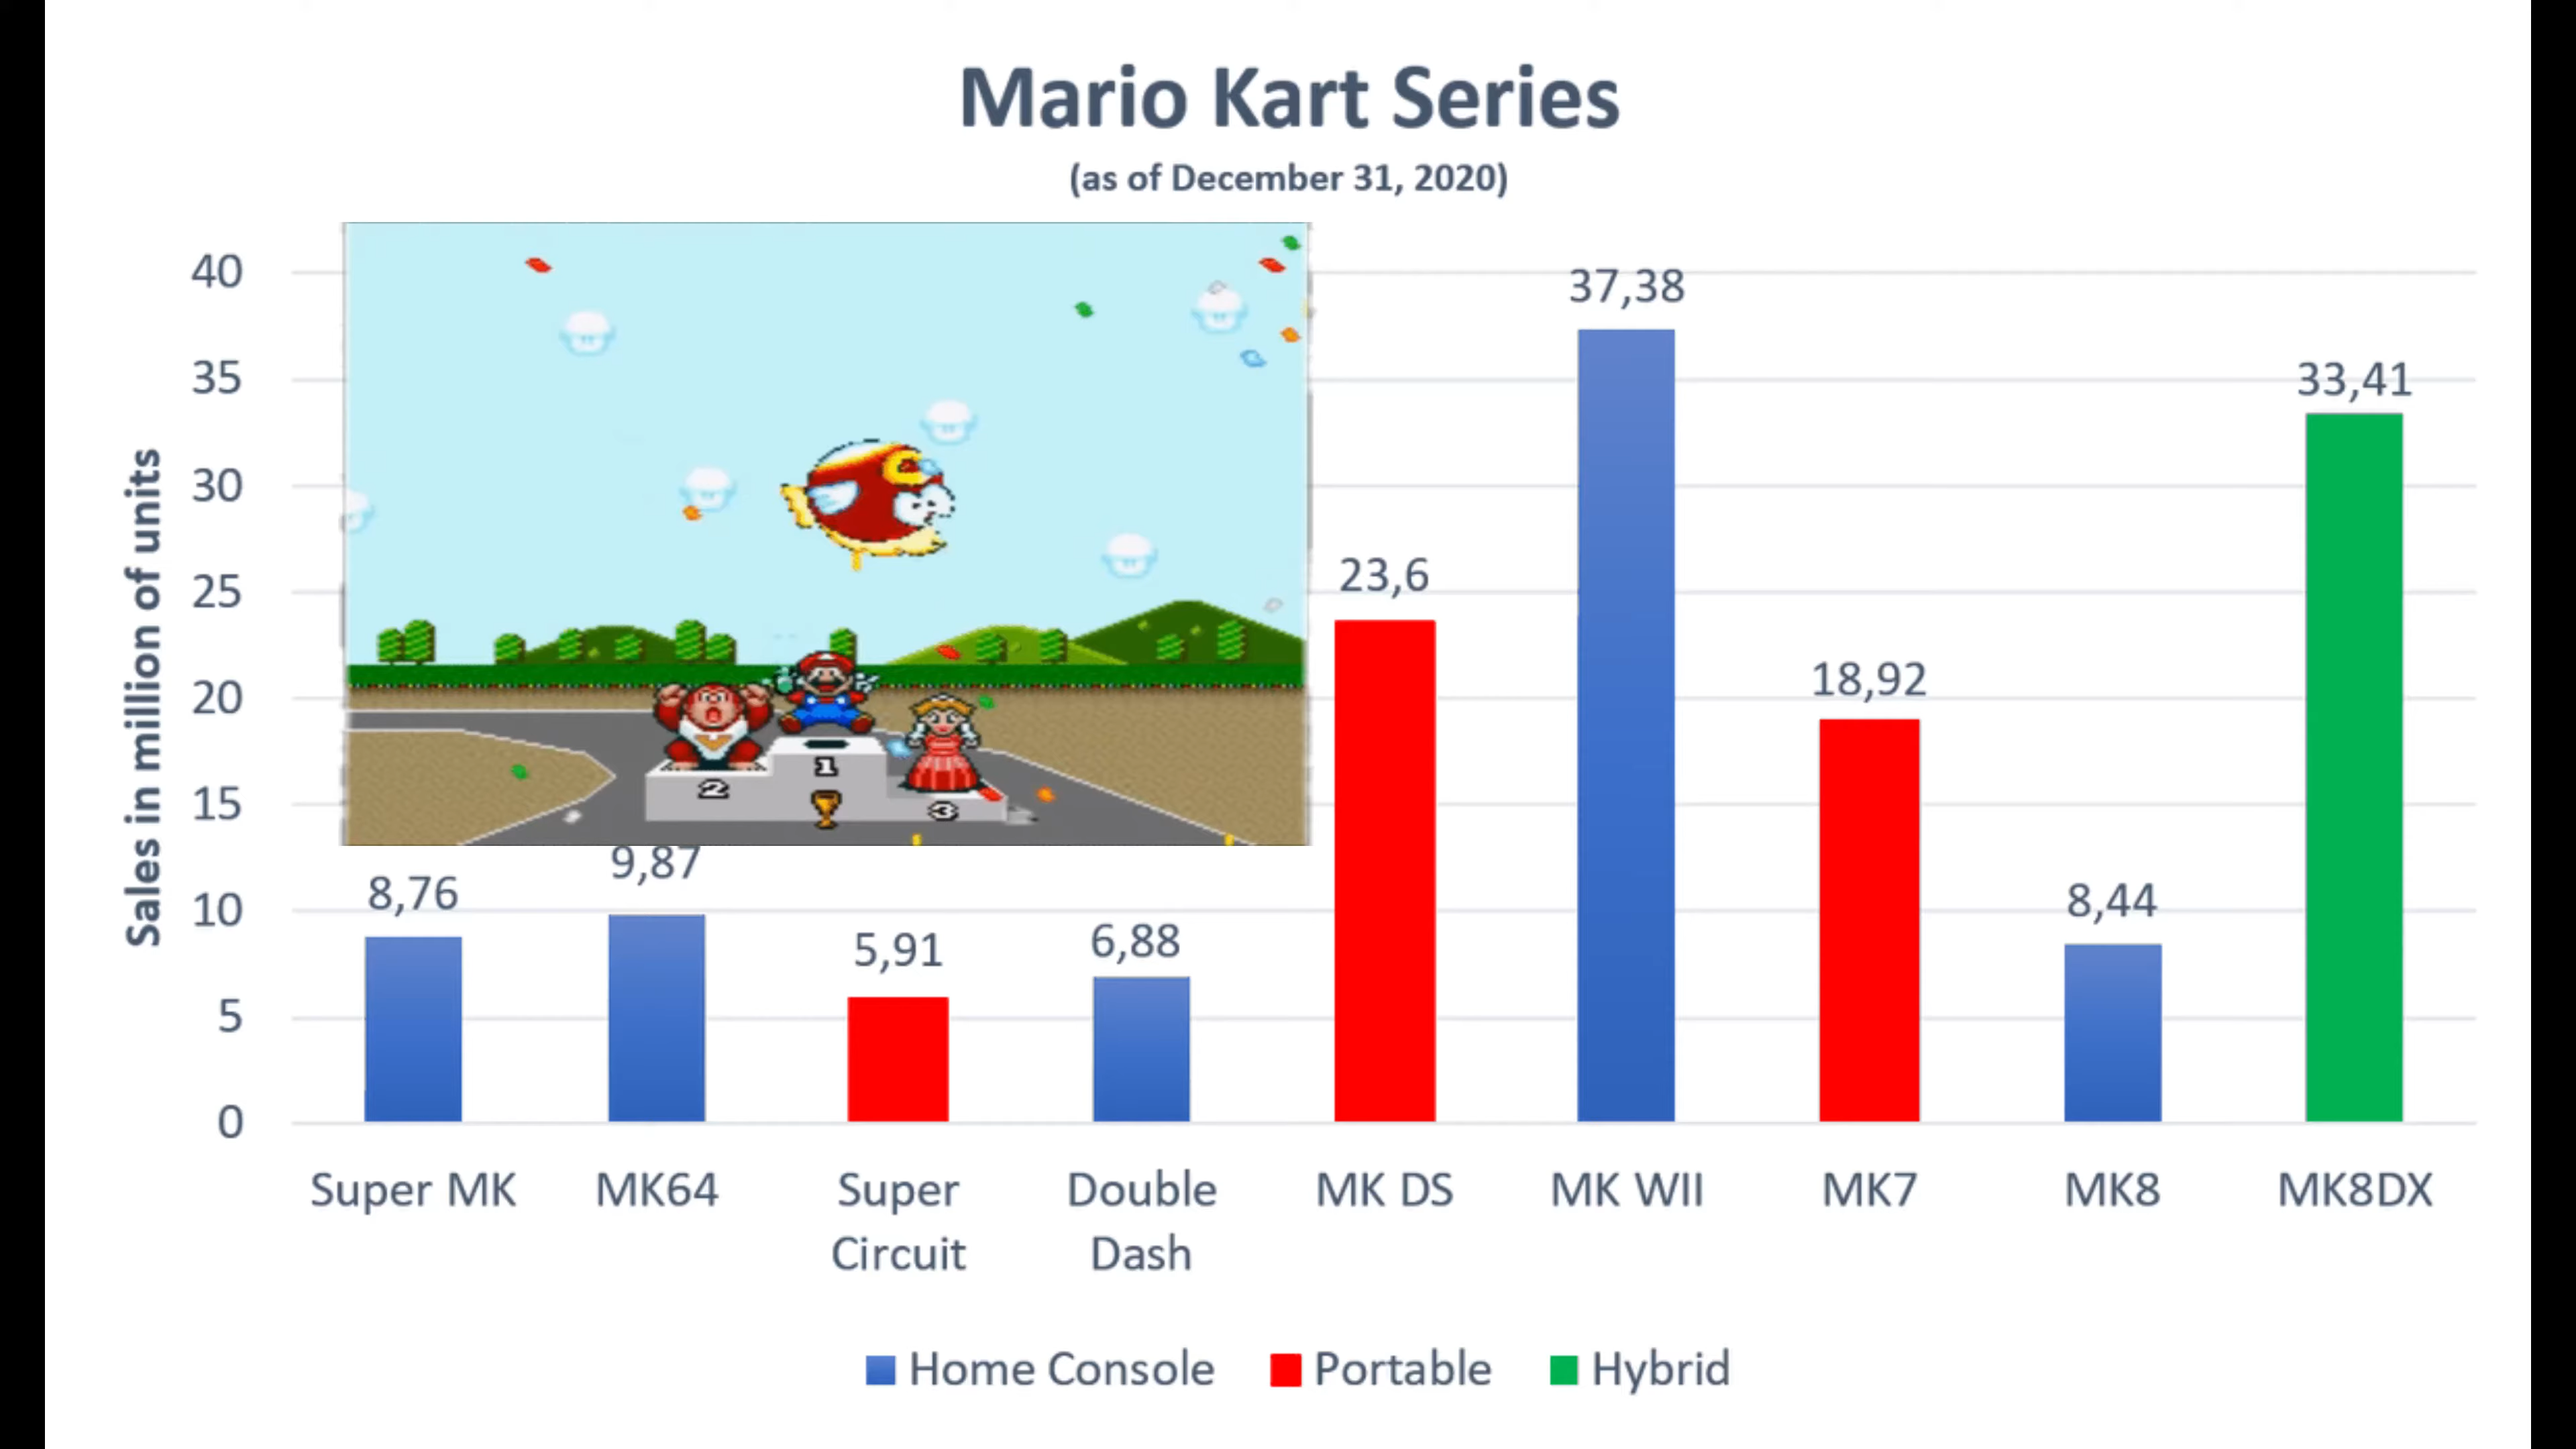 Mario Kart Series
(as of December 31, 2020)
Sales in million of units
40
35
30
25
20
15
10
5
0
8,76
9,87
5,91
6,88
23,6
37,38
18,92
8,44
33,41
2
1
3
Super MK
MK64
Super
Circuit
Double
Dash
MK DS
MK WII
MK7
MK8
MK8DX
Home Console
Portable
Hybrid